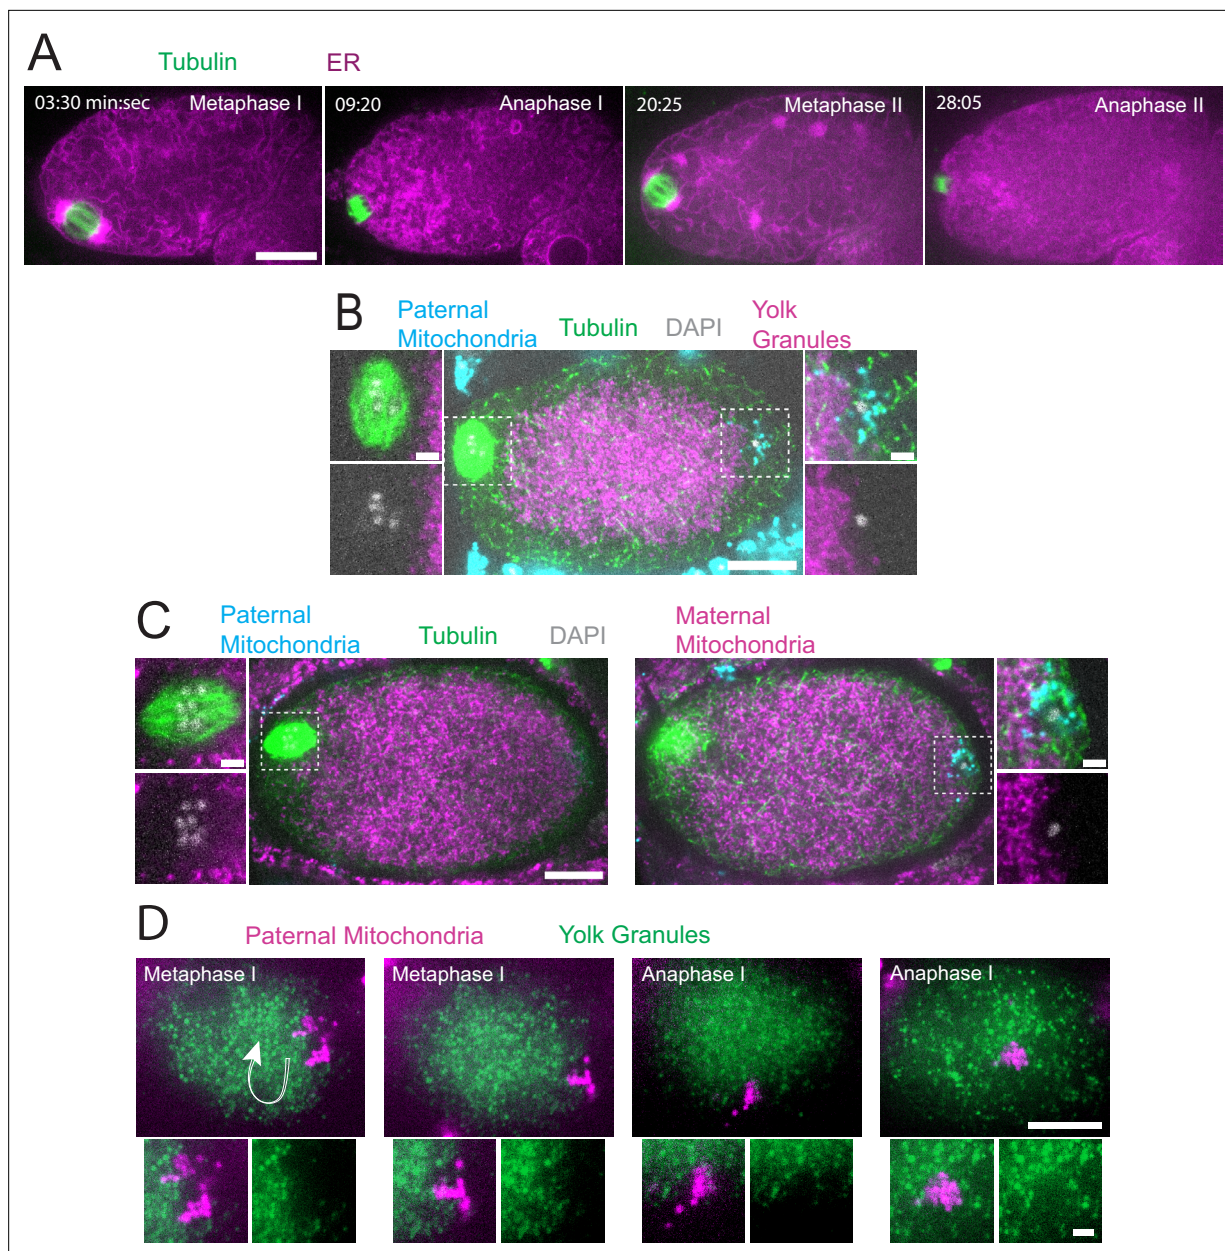 A
Tubulin ER
03:30 min:sec Metaphase I 09:20 Anaphase I 20:25 Metaphase II 28:05 Anaphase II
B
Paternal
Mitochondria
Tubulin
DAPI
Yolk
Granules
C
Paternal
Mitochondria
Tubulin
DAPI
Maternal
Mitochondria
D
Paternal Mitochondria Yolk Granules
Metaphase I Metaphase I Anaphase I Anaphase I